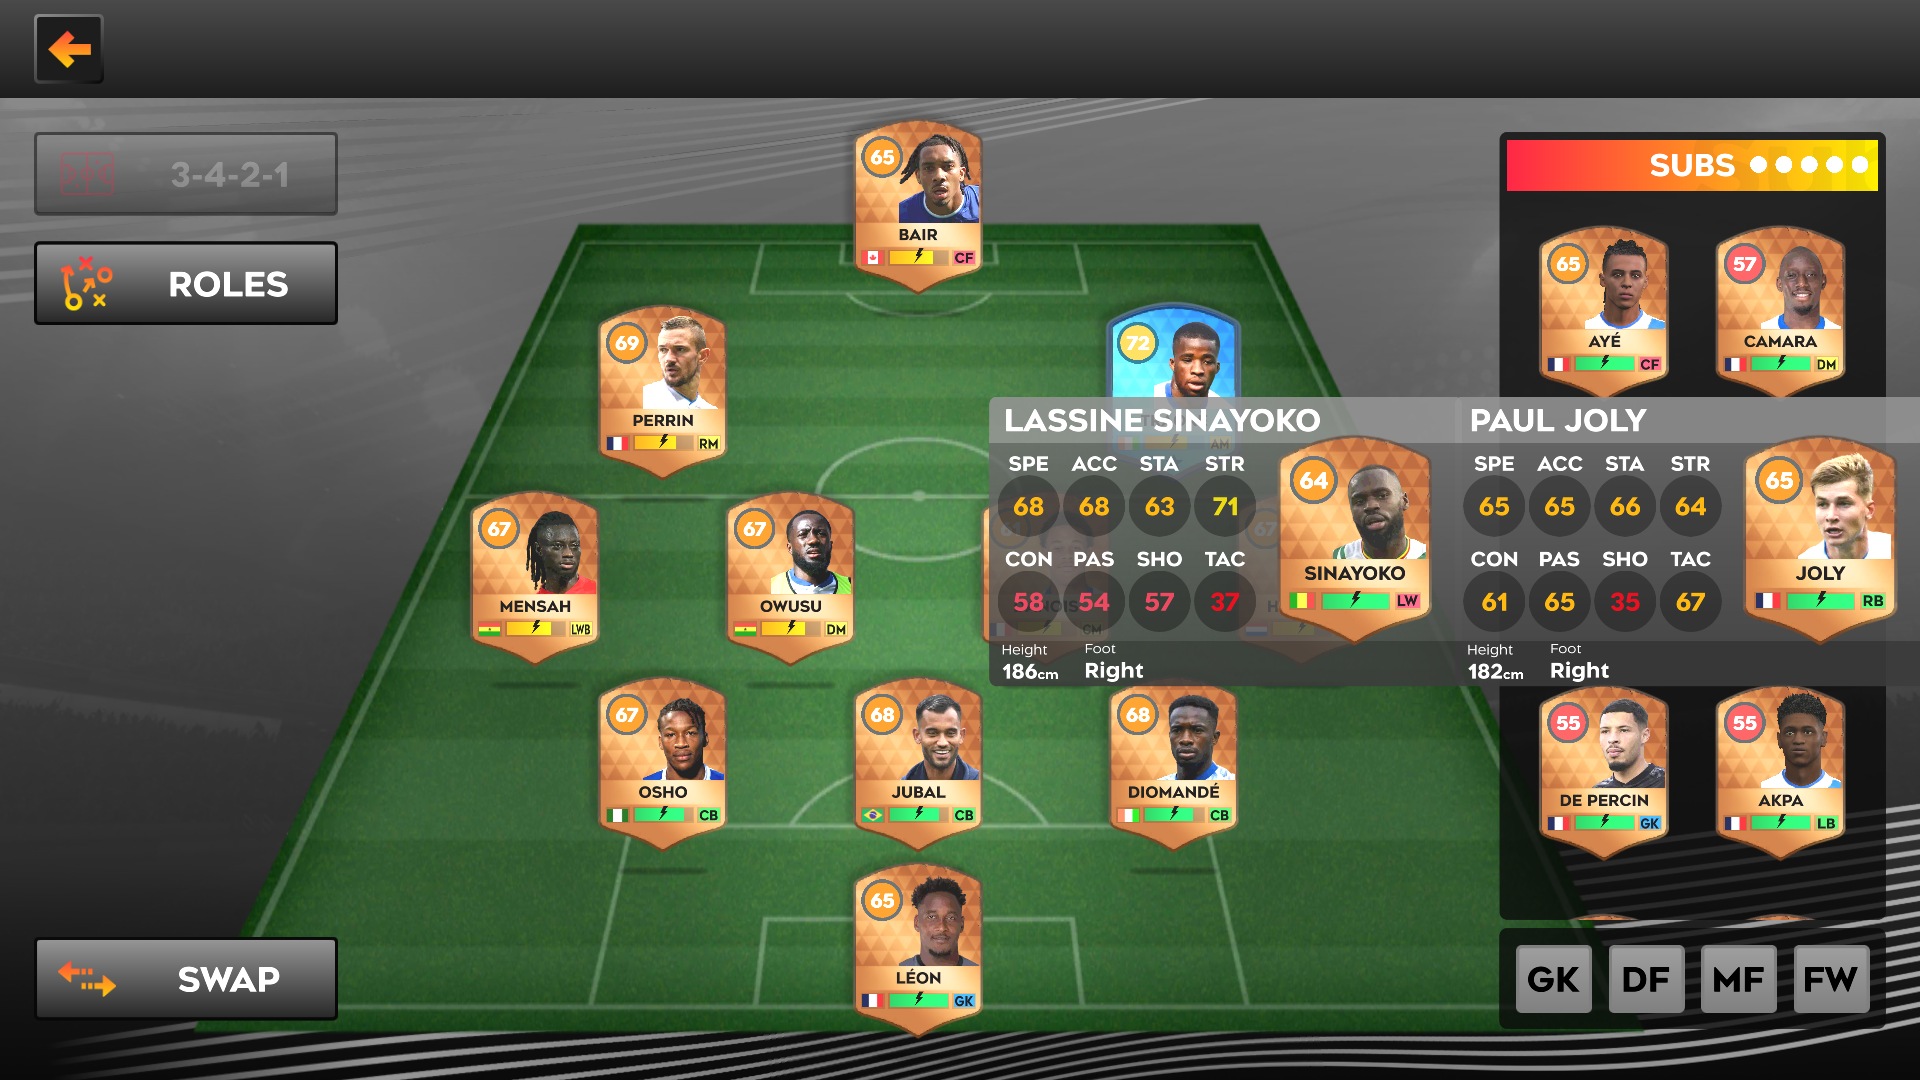 3-4-2-1
ROLES
SWAP
65
BAIR
CF
69
PERRIN
RM
72
AM
67
MENSAH
LWB
67
OWUSU
DM
CM
67
67
OSHO
CB
68
JUBAL
CB
68
DIOMANDÉ
CB
65
LÉON
GK
LASSINE SINAYOKO
SPE ACC STA STR
68 68 63 71
CON PAS SHO TAC
58 54 57 37
Height Foot
186cm Right
64
SINAYOKO
LW
PAUL JOLY
SPE ACC STA STR
65 65 66 64
CON PAS SHO TAC
61 65 35 67
Height Foot
182cm Right
65
JOLY
RB
SUBS
65
AYÉ
CF
57
CAMARA
DM
55
DE PERCIN
GK
55
AKPA
LB
GK DF MF FW